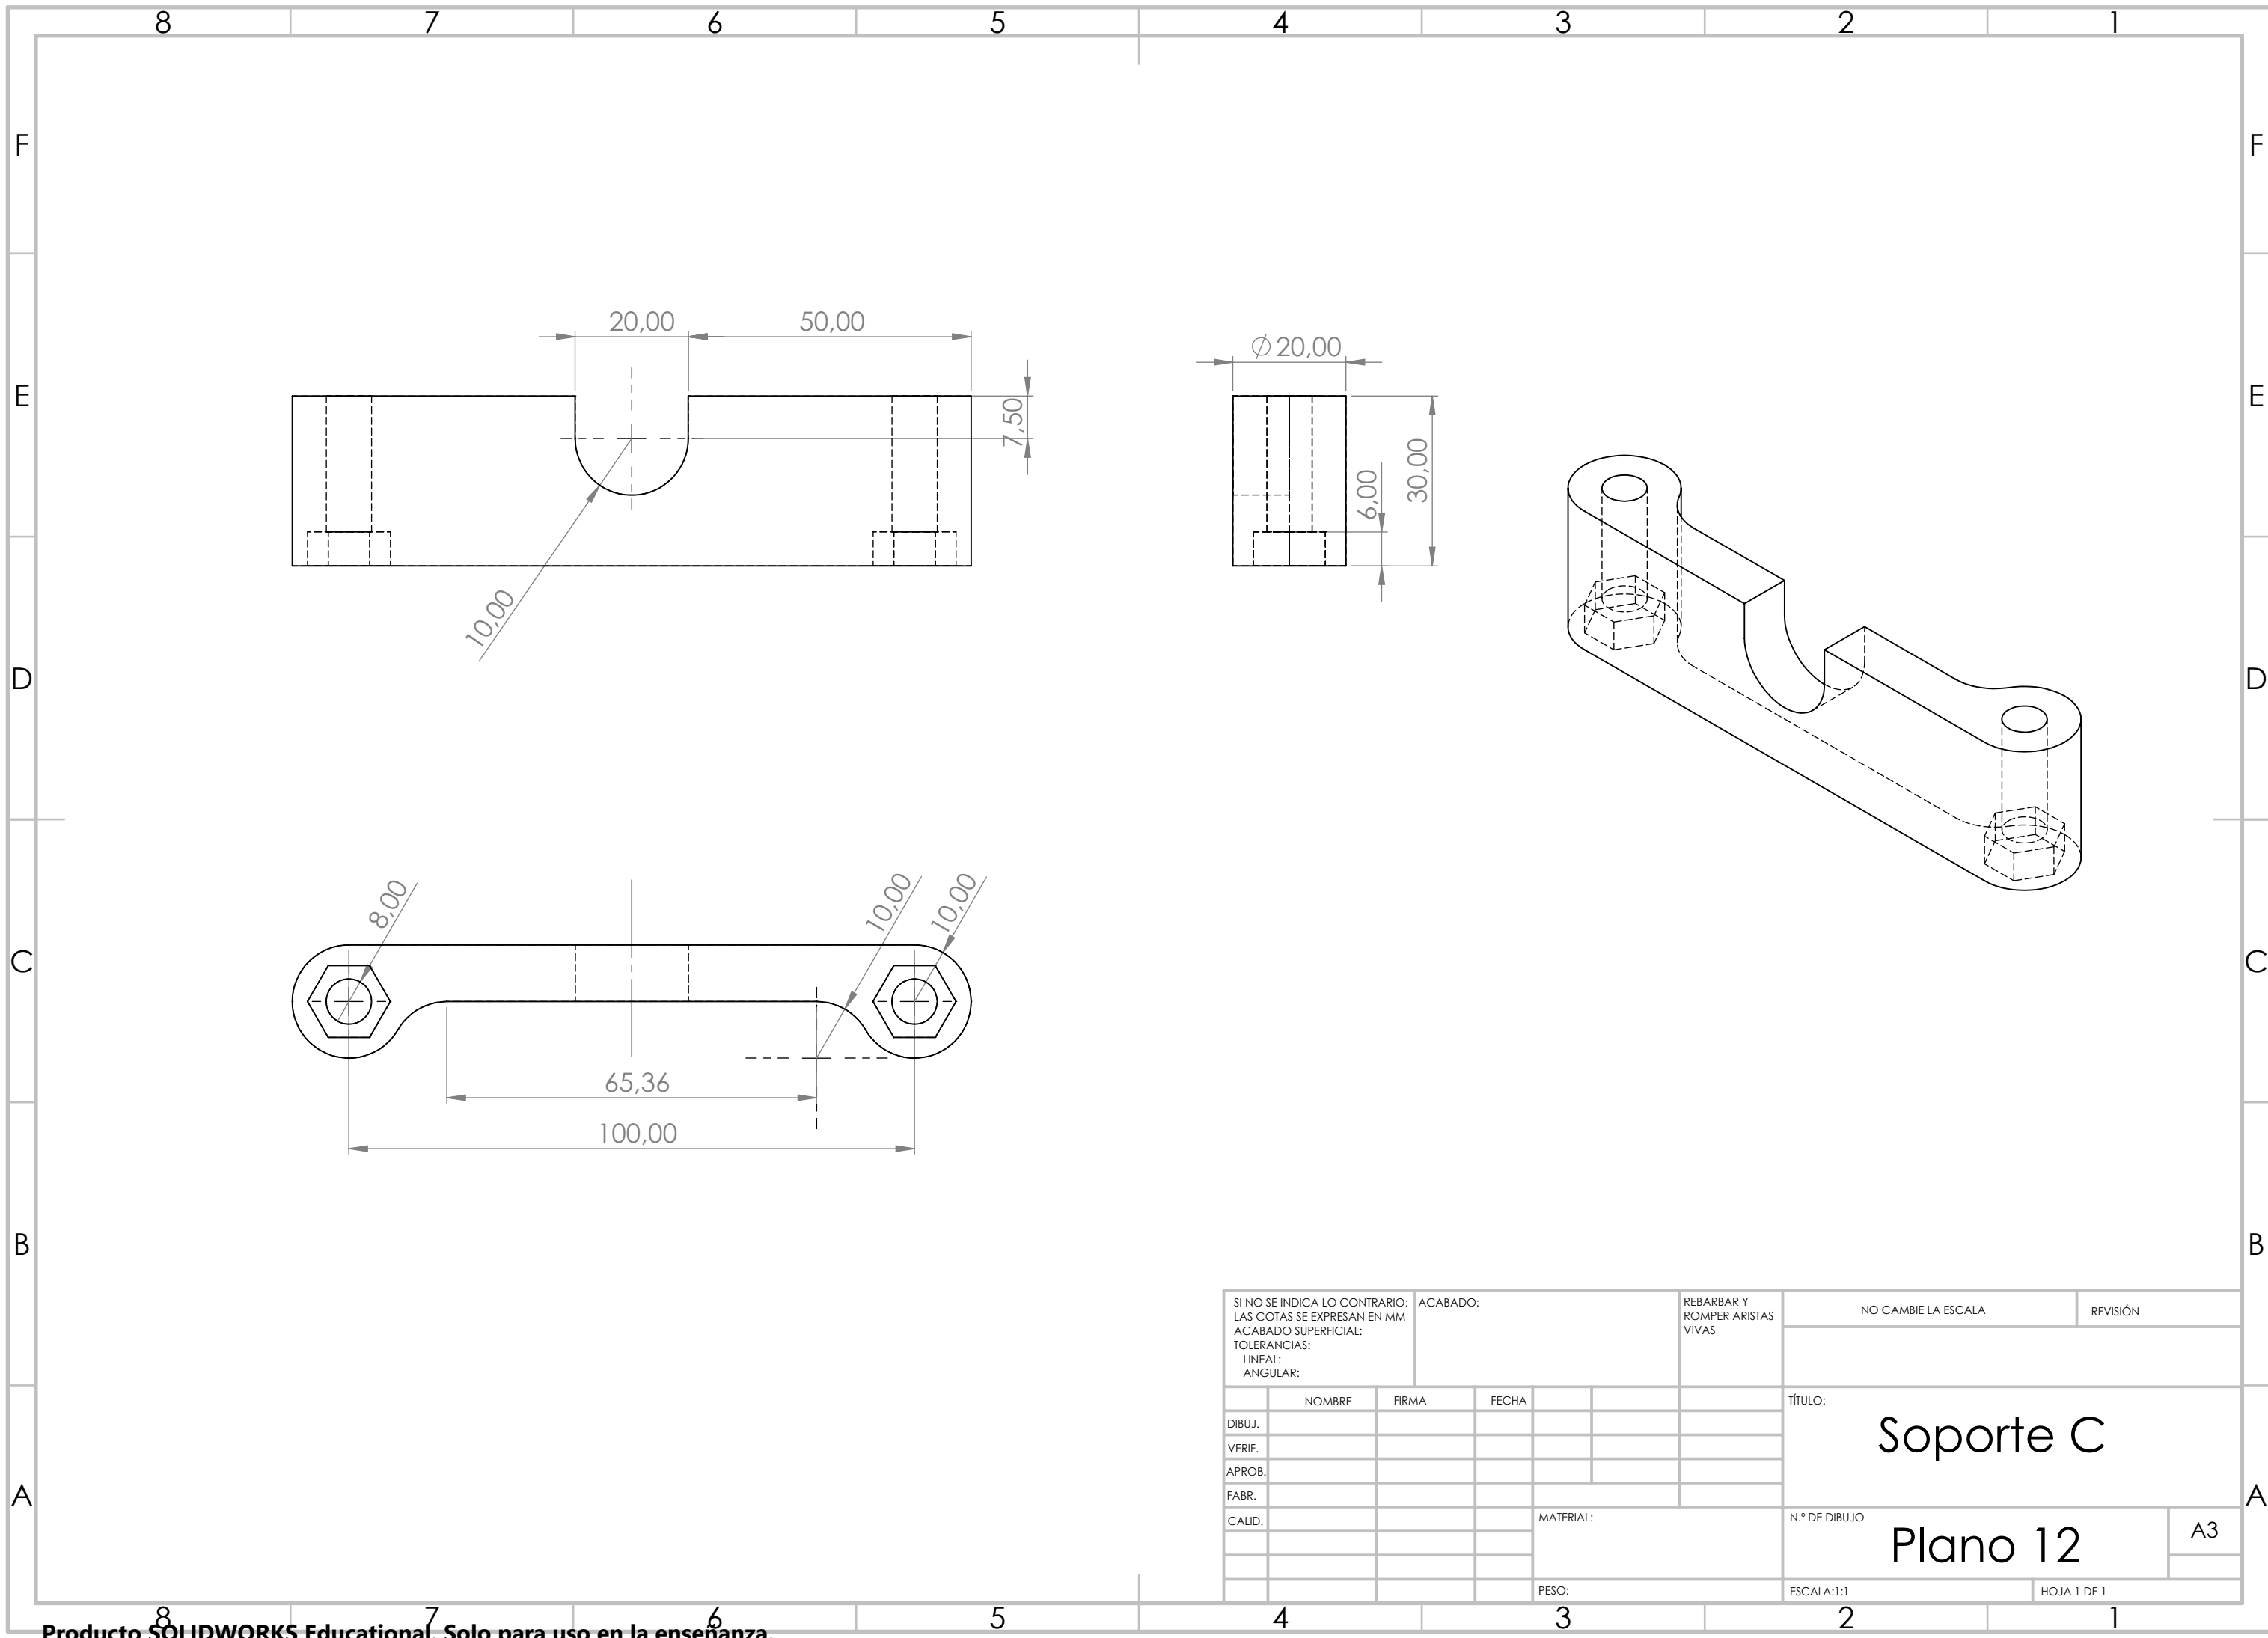 8 7 6 5 4 3 2 1
F F
20,00 50,00
⌀20,00
E E
7,50
6,00
30,00
10,00
D D
8,00 10,00 10,00
C C
65,36
100,00
B B
SI NO SE INDICA LO CONTRARIO:
LAS COTAS SE EXPRESAN EN MM
ACABADO SUPERFICIAL:
TOLERANCIAS:
LINEAL:
ANGULAR:
ACABADO:
REBARBAR Y
ROMPER ARISTAS
VIVAS
NO CAMBIE LA ESCALA
REVISIÓN
NOMBRE FIRMA FECHA
DIBUJ.
VERIF.
APROB.
FABR.
CALID.
TÍTULO:
Soporte C
A A
MATERIAL:
N.º DE DIBUJO
Plano 12
A3
PESO:
ESCALA:1:1
HOJA 1 DE 1
8 7 6 5 4 3 2 1
Producto SOLIDWORKS Educational. Solo para uso en la enseñanza.